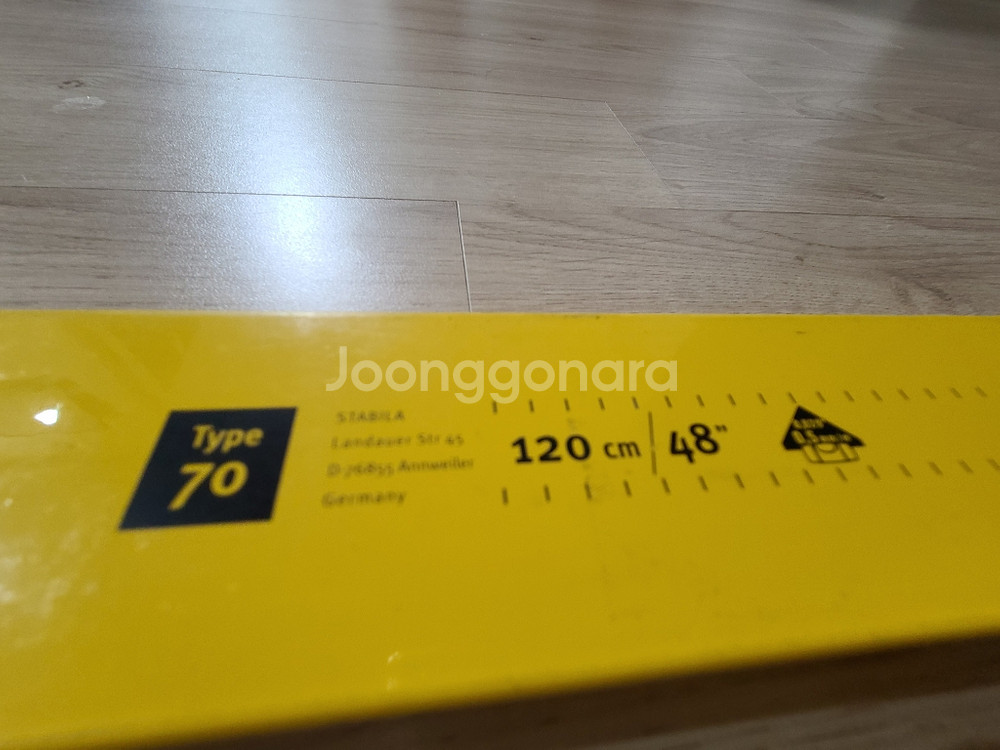 Joonggonara
Type
70
STABILA
Landauer Str 45
D-76855 Annweiler
Germany
120 cm
48"